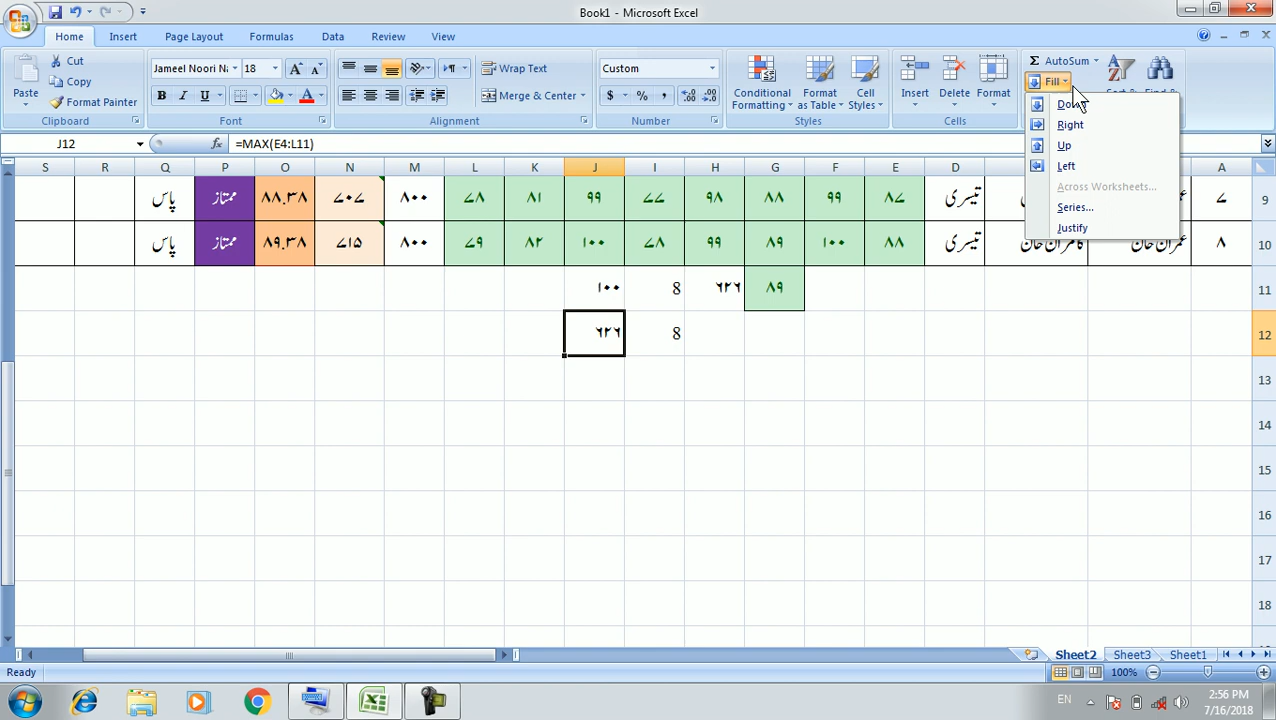 Book1 - Microsoft Excel
Home Insert Page Layout Formulas Data Review View
Paste
Cut
Copy
Format Painter
Clipboard
Jameel Noori Na 18
B I U
Font
Wrap Text
Merge & Center
Alignment
Custom
$ % ,
Number
Conditional Formatting
Format as Table
Cell Styles
Styles
Insert
Delete
Format
Cells
Σ AutoSum
Fill
Right
Up
Left
Across Worksheets...
Series...
Justify
J12 fx =MAX(E4:L11)
S R Q P O N M L K J I H G F E D A
پاس ممتاز ۸۸.۳۸ ۷۰۷ ۸۰۰ ۷۸ ۸۱ ۹۹ ۷۷ ۹۸ ۸۸ ۹۹ ۸۷ تیسری ۷ 9
پاس ممتاز ۸۹.۳۸ ۷۱۵ ۸۰۰ ۷۹ ۸۲ ۱۰۰ ۷۸ ۹۹ ۸۹ ۱۰۰ ۸۸ تیسری کامران خان عمران خان ۸ 10
۱۰۰ 8 ۶۲۶ ۸۹ 11
۶۲۶ 8 12
13
14
15
16
17
18
Sheet2 Sheet3 Sheet1
Ready 100%
EN 2:56 PM
7/16/2018